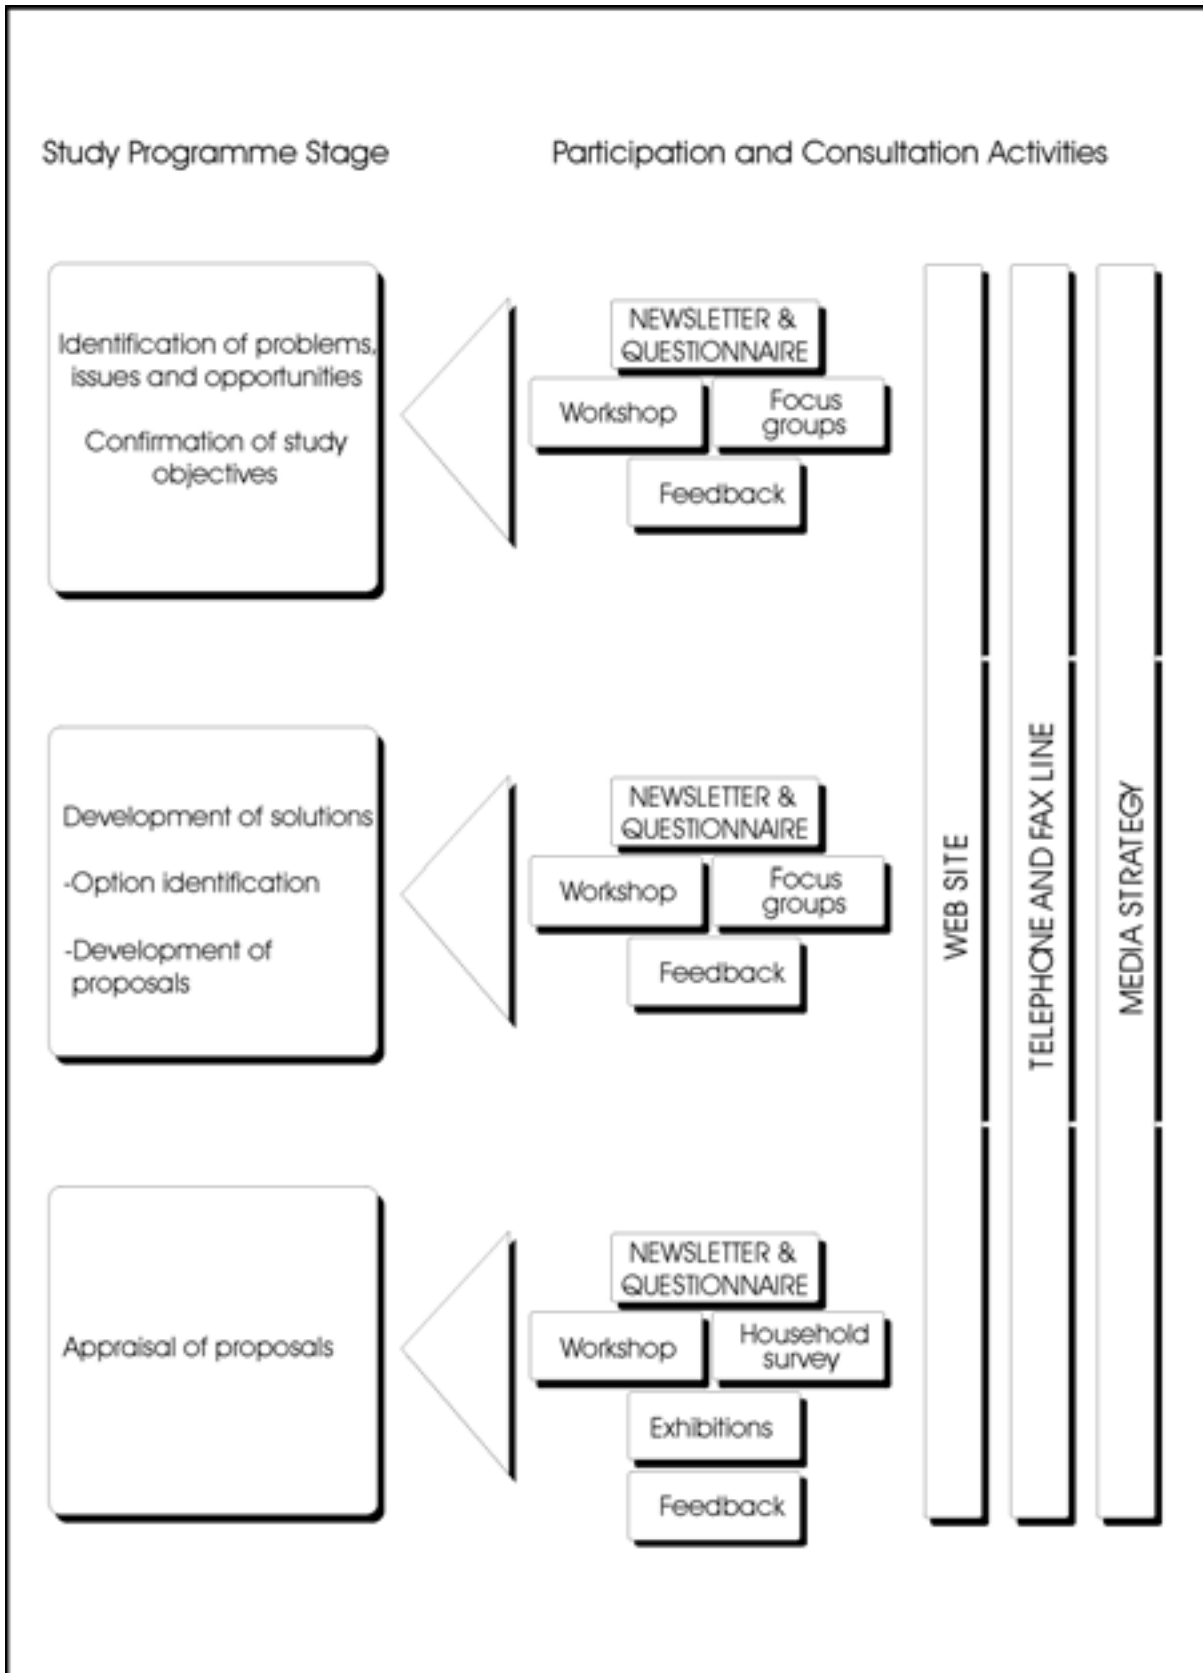 Study Programme Stage
Participation and Consultation Activities
Identification of problems,
issues and opportunities
Confirmation of study
objectives
NEWSLETTER &
QUESTIONNAIRE
Workshop
Focus
groups
Feedback
Development of solutions
-Option identification
-Development of
proposals
NEWSLETTER &
QUESTIONNAIRE
Workshop
Focus
groups
Feedback
Appraisal of proposals
NEWSLETTER &
QUESTIONNAIRE
Workshop
Household
survey
Exhibitions
Feedback
WEB SITE
TELEPHONE AND FAX LINE
MEDIA STRATEGY